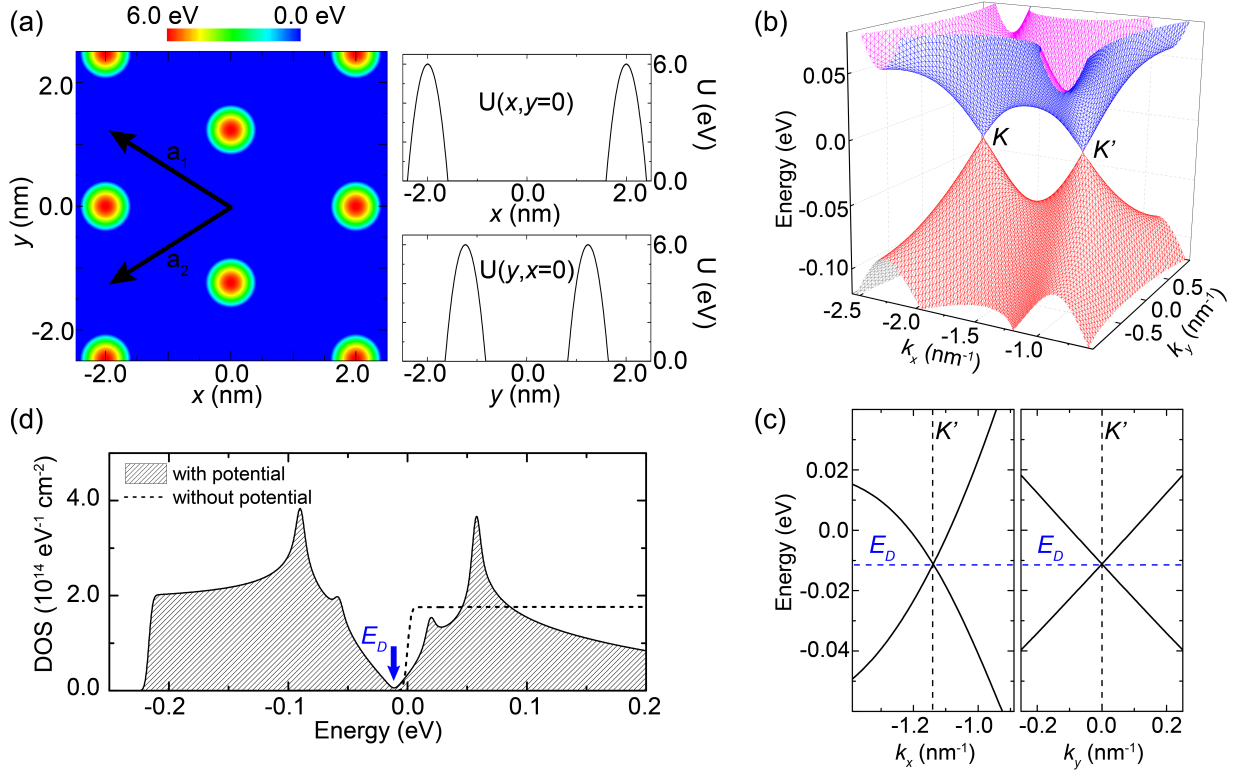 (a)
6.0 eV 0.0 eV
2.0
0.0
-2.0
y (nm)
a1
a2
-2.0 0.0 2.0
x (nm)
U(x,y=0)
6.0
0.0
U (eV)
-2.0 0.0 2.0
x (nm)
U(y,x=0)
6.0
0.0
U (eV)
-2.0 0.0 2.0
y (nm)
(b)
0.05
0.0
-0.05
-0.10
Energy (eV)
K
K’
-2.5 -2.0 -1.5 -1.0
kx (nm-1)
-0.5 0.0 0.5
ky (nm-1)
(d)
with potential
without potential
4.0
2.0
0.0
DOS (10^14 eV-1 cm-2)
ED
-0.2 -0.1 0.0 0.1 0.2
Energy (eV)
(c)
0.02
0.0
-0.02
-0.04
Energy (eV)
K’
ED
-1.2 -1.0
kx (nm-1)
K’
ED
-0.2 0.0 0.2
ky (nm-1)